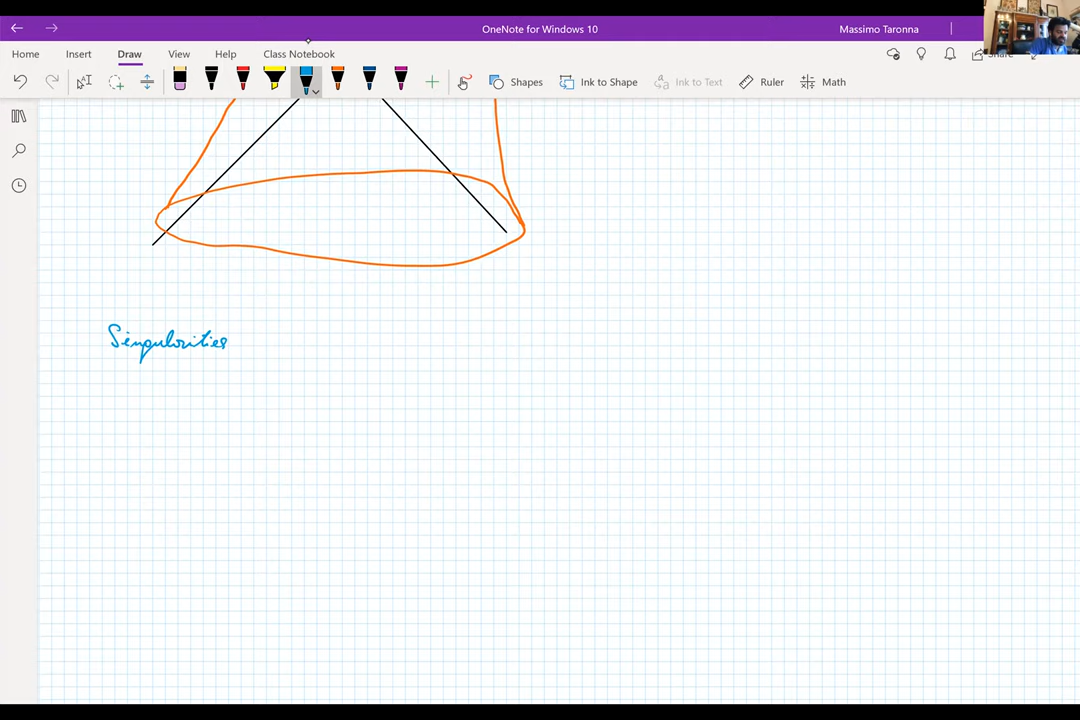 OneNote for Windows 10
Massimo Taronna
Home Insert Draw View Help Class Notebook
Share
Shapes Ink to Shape Ink to Text Ruler Math
Singularities